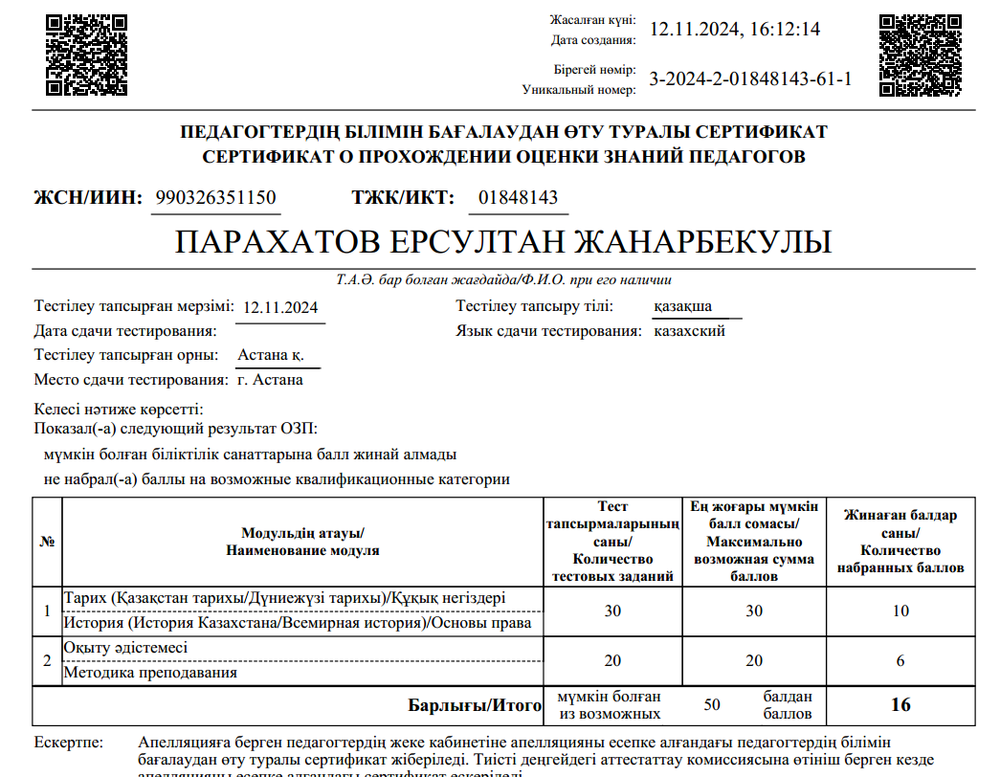 Жасалған күні:
Дата создания:
12.11.2024, 16:12:14
Бірегей нөмір:
Уникальный номер:
3-2024-2-01848143-61-1
ПЕДАГОГТЕРДІҢ БІЛІМІН БАҒАЛАУДАН ӨТУ ТУРАЛЫ СЕРТИФИКАТ
СЕРТИФИКАТ О ПРОХОЖДЕНИИ ОЦЕНКИ ЗНАНИЙ ПЕДАГОГОВ
ЖСН/ИИН: 990326351150 ТЖК/ИКТ: 01848143
ПАРАХАТОВ ЕРСУЛТАН ЖАНАРБЕКУЛЫ
Т.А.Ә. бар болған жағдайда/Ф.И.О. при его наличии
Тестілеу тапсырған мерзімі: 12.11.2024 Тестілеу тапсыру тілі: қазақша
Дата сдачи тестирования: Язык сдачи тестирования: казахский
Тестілеу тапсырған орны: Астана қ.
Место сдачи тестирования: г. Астана
Келесі нәтиже көрсетті:
Показал(-а) следующий результат ОЗП:
мүмкін болған біліктілік санаттарына балл жинай алмады
не набрал(-а) баллы на возможные квалификационные категории
№
Модульдің атауы/
Наименование модуля
Тест
тапсырмаларының
саны/
Количество
тестовых заданий
Ең жоғары мүмкін
балл сомасы/
Максимально
возможная сумма
баллов
Жинаған балдар
саны/
Количество
набранных баллов
1
Тарих (Қазақстан тарихы/Дүниежүзі тарихы)/Құқық негіздері
История (История Казахстана/Всемирная история)/Основы права
30 30 10
2
Оқыту әдістемесі
Методика преподавания
20 20 6
Барлығы/Итого
мүмкін болған
из возможных
50
балдан
баллов
16
Ескертпе: Апелляцияға берген педагогтердің жеке кабинетіне апелляцияны есепке алғандағы педагогтердің білімін
бағалаудан өту туралы сертификат жіберіледі. Тиісті деңгейдегі аттестаттау комиссиясына өтініш берген кезде
апелляцияны есепке алғандағы сертификат ескеріледі.